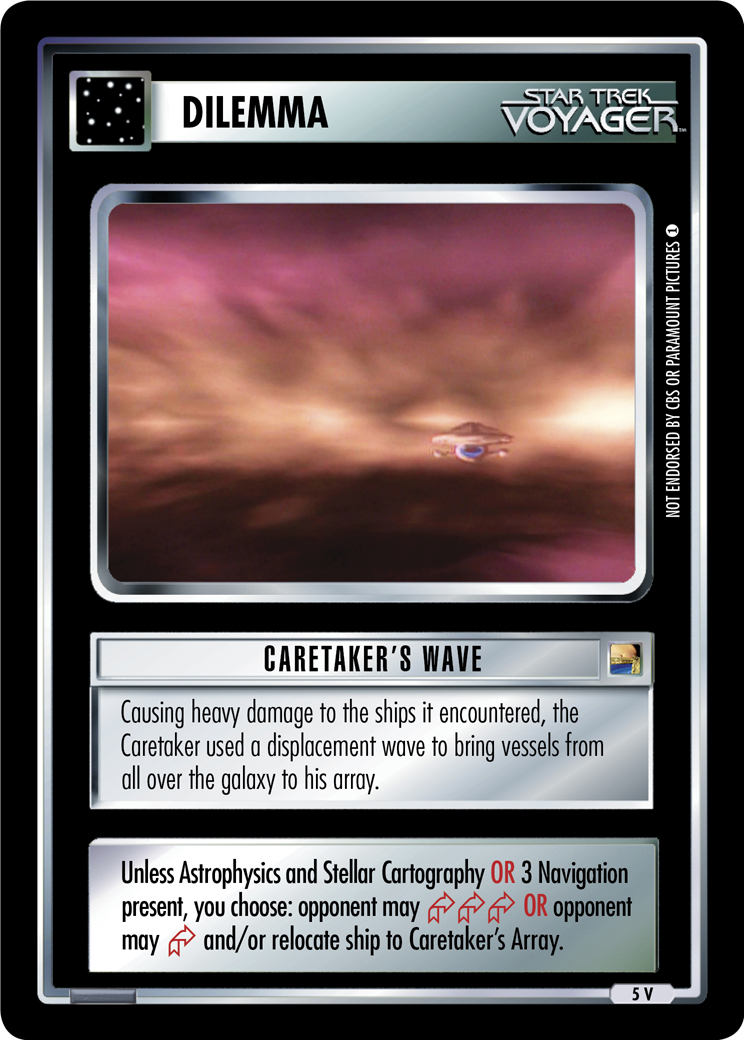 DILEMMA
STAR TREK
VOYAGER™
NOT ENDORSED BY CBS OR PARAMOUNT PICTURES 1
CARETAKER'S WAVE
Causing heavy damage to the ships it encountered, the
Caretaker used a displacement wave to bring vessels from
all over the galaxy to his array.
Unless Astrophysics and Stellar Cartography OR 3 Navigation
present, you choose: opponent may OR opponent
may and/or relocate ship to Caretaker's Array.
5 V